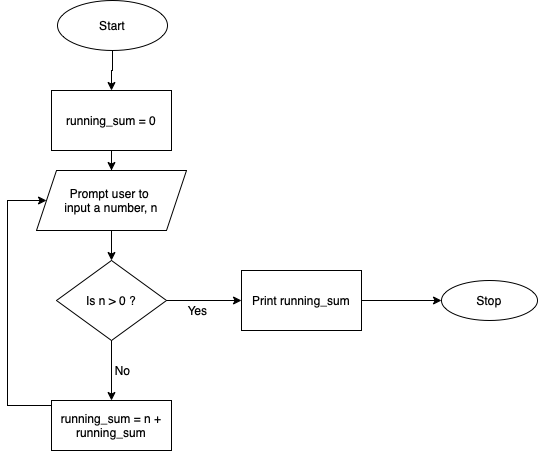 Start
running_sum = 0
Prompt user to
input a number, n
Is n > 0 ?
Yes
Print running_sum
Stop
No
running_sum = n +
running_sum